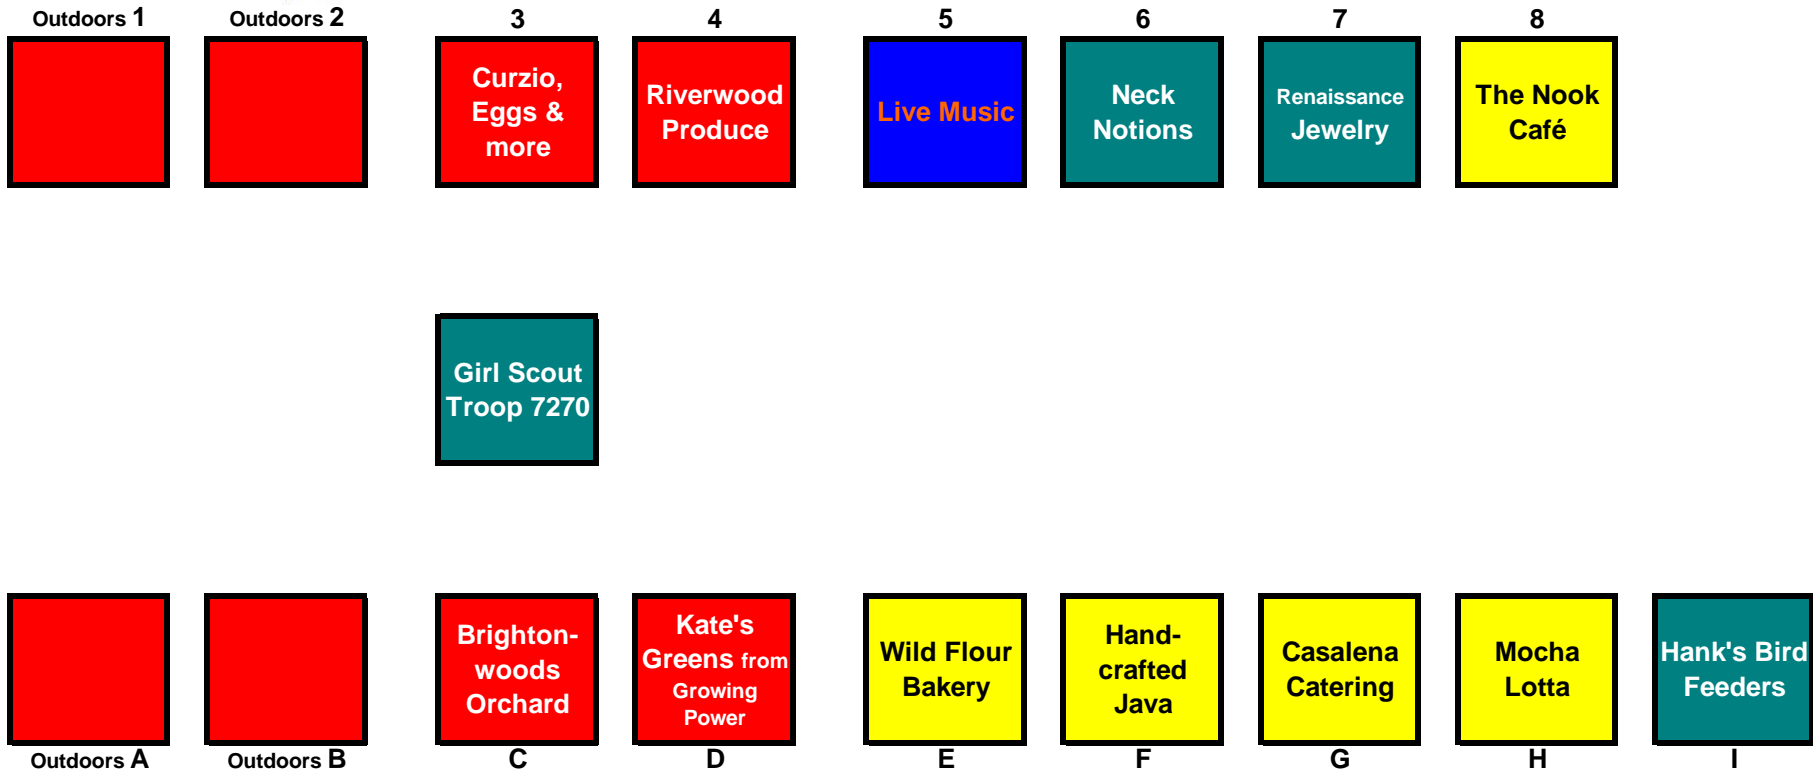 Outdoors 1
Outdoors 2
3
4
5
6
7
8
Curzio,
Eggs &
more
Riverwood
Produce
Live Music
Neck
Notions
Renaissance
Jewelry
The Nook
Café
Girl Scout
Troop 7270
Brighton-
woods
Orchard
Kate's
Greens from
Growing
Power
Wild Flour
Bakery
Hand-
crafted
Java
Casalena
Catering
Mocha
Lotta
Hank's Bird
Feeders
Outdoors A
Outdoors B
C
D
E
F
G
H
I